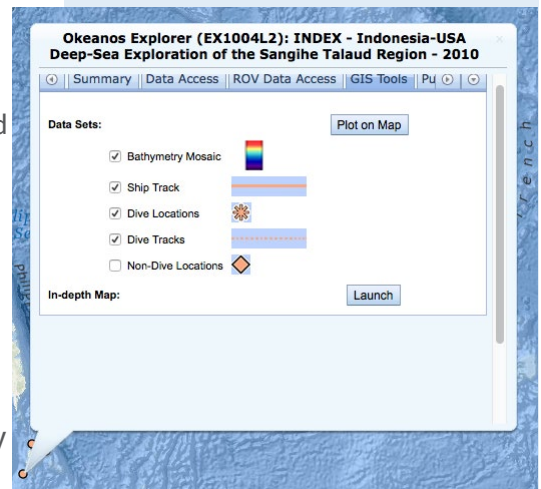 Okeanos Explorer (EX1004L2): INDEX - Indonesia-USA
Deep-Sea Exploration of the Sangihe Talaud Region - 2010
Summary Data Access ROV Data Access GIS Tools
Data Sets: Plot on Map
Bathymetry Mosaic
Ship Track
Dive Locations
Dive Tracks
Non-Dive Locations
In-depth Map: Launch